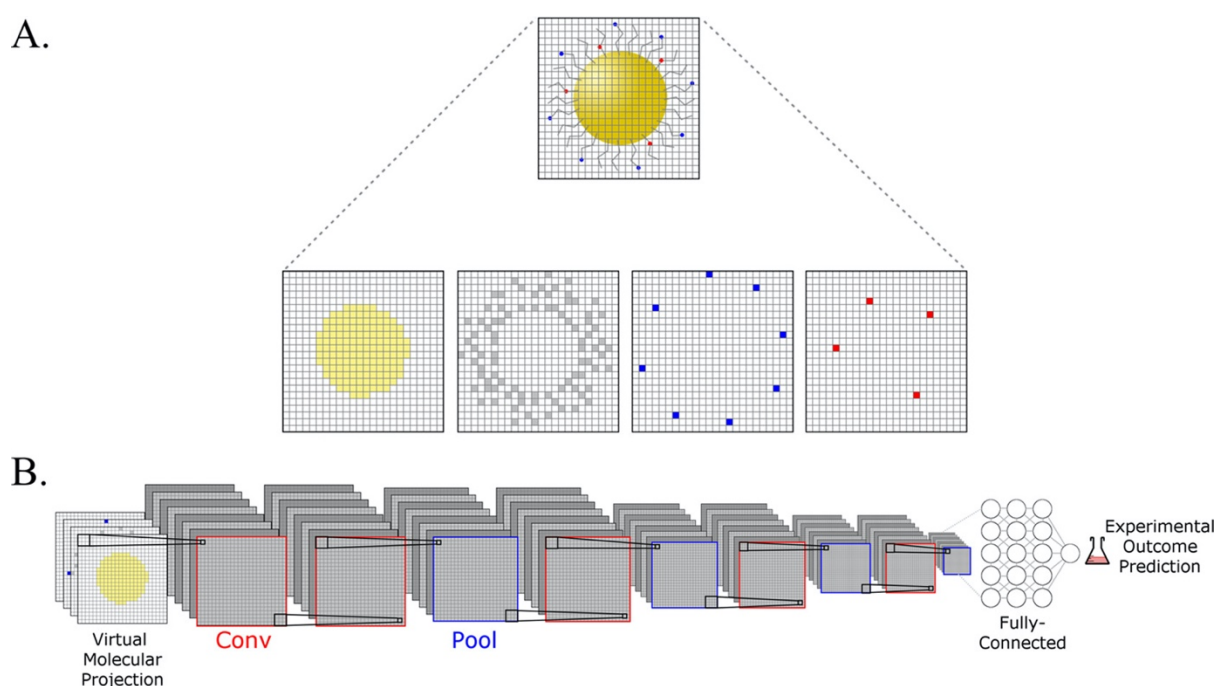 A.
B.
Virtual
Molecular
Projection
Conv
Pool
Fully-
Connected
Experimental
Outcome
Prediction